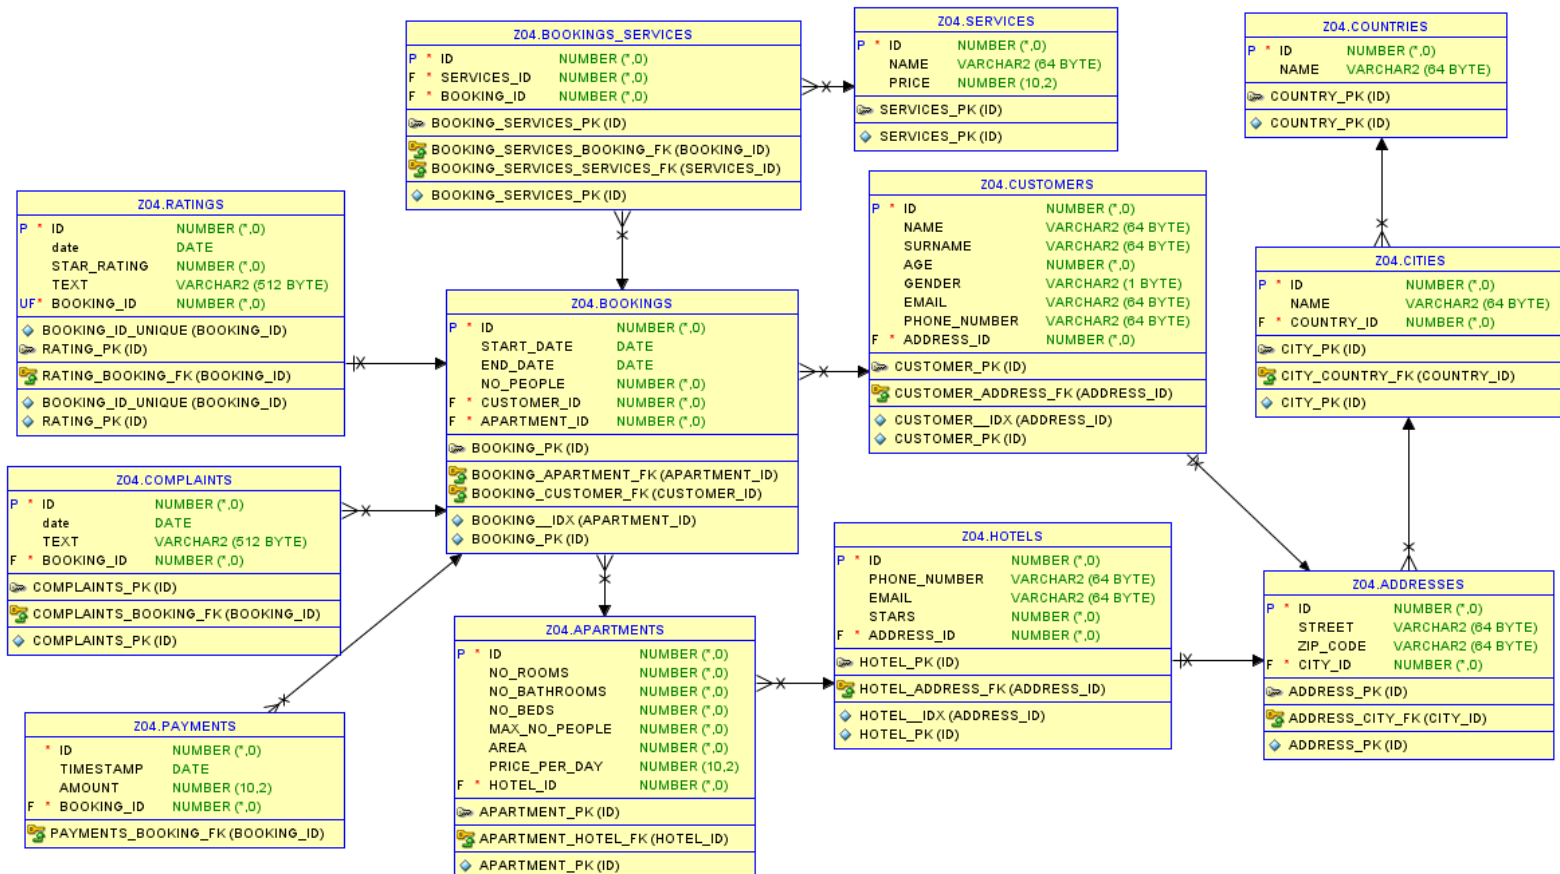 Z04.BOOKINGS_SERVICES
P * ID NUMBER (*,0)
F * SERVICES_ID NUMBER (*,0)
F * BOOKING_ID NUMBER (*,0)
BOOKING_SERVICES_PK (ID)
BOOKING_SERVICES_BOOKING_FK (BOOKING_ID)
BOOKING_SERVICES_SERVICES_FK (SERVICES_ID)
BOOKING_SERVICES_PK (ID)
Z04.SERVICES
P * ID NUMBER (*,0)
NAME VARCHAR2 (64 BYTE)
PRICE NUMBER (10,2)
SERVICES_PK (ID)
SERVICES_PK (ID)
Z04.COUNTRIES
P * ID NUMBER (*,0)
NAME VARCHAR2 (64 BYTE)
COUNTRY_PK (ID)
COUNTRY_PK (ID)
Z04.RATINGS
P * ID NUMBER (*,0)
date DATE
STAR_RATING NUMBER (*,0)
TEXT VARCHAR2 (512 BYTE)
UF* BOOKING_ID NUMBER (*,0)
BOOKING_ID_UNIQUE (BOOKING_ID)
RATING_PK (ID)
RATING_BOOKING_FK (BOOKING_ID)
BOOKING_ID_UNIQUE (BOOKING_ID)
RATING_PK (ID)
Z04.BOOKINGS
P * ID NUMBER (*,0)
START_DATE DATE
END_DATE DATE
NO_PEOPLE NUMBER (*,0)
F * CUSTOMER_ID NUMBER (*,0)
F * APARTMENT_ID NUMBER (*,0)
BOOKING_PK (ID)
BOOKING_APARTMENT_FK (APARTMENT_ID)
BOOKING_CUSTOMER_FK (CUSTOMER_ID)
BOOKING__IDX (APARTMENT_ID)
BOOKING_PK (ID)
Z04.CUSTOMERS
P * ID NUMBER (*,0)
NAME VARCHAR2 (64 BYTE)
SURNAME VARCHAR2 (64 BYTE)
AGE NUMBER (*,0)
GENDER VARCHAR2 (1 BYTE)
EMAIL VARCHAR2 (64 BYTE)
PHONE_NUMBER VARCHAR2 (64 BYTE)
F * ADDRESS_ID NUMBER (*,0)
CUSTOMER_PK (ID)
CUSTOMER_ADDRESS_FK (ADDRESS_ID)
CUSTOMER__IDX (ADDRESS_ID)
CUSTOMER_PK (ID)
Z04.CITIES
P * ID NUMBER (*,0)
NAME VARCHAR2 (64 BYTE)
F * COUNTRY_ID NUMBER (*,0)
CITY_PK (ID)
CITY_COUNTRY_FK (COUNTRY_ID)
CITY_PK (ID)
Z04.COMPLAINTS
P * ID NUMBER (*,0)
date DATE
TEXT VARCHAR2 (512 BYTE)
F * BOOKING_ID NUMBER (*,0)
COMPLAINTS_PK (ID)
COMPLAINTS_BOOKING_FK (BOOKING_ID)
COMPLAINTS_PK (ID)
Z04.PAYMENTS
* ID NUMBER (*,0)
TIMESTAMP DATE
AMOUNT NUMBER (10,2)
F * BOOKING_ID NUMBER (*,0)
PAYMENTS_BOOKING_FK (BOOKING_ID)
Z04.APARTMENTS
P * ID NUMBER (*,0)
NO_ROOMS NUMBER (*,0)
NO_BATHROOMS NUMBER (*,0)
NO_BEDS NUMBER (*,0)
MAX_NO_PEOPLE NUMBER (*,0)
AREA NUMBER (*,0)
PRICE_PER_DAY NUMBER (10,2)
F * HOTEL_ID NUMBER (*,0)
APARTMENT_PK (ID)
APARTMENT_HOTEL_FK (HOTEL_ID)
APARTMENT_PK (ID)
Z04.HOTELS
P * ID NUMBER (*,0)
PHONE_NUMBER VARCHAR2 (64 BYTE)
EMAIL VARCHAR2 (64 BYTE)
STARS NUMBER (*,0)
F * ADDRESS_ID NUMBER (*,0)
HOTEL_PK (ID)
HOTEL_ADDRESS_FK (ADDRESS_ID)
HOTEL__IDX (ADDRESS_ID)
HOTEL_PK (ID)
Z04.ADDRESSES
P * ID NUMBER (*,0)
STREET VARCHAR2 (64 BYTE)
ZIP_CODE VARCHAR2 (64 BYTE)
F * CITY_ID NUMBER (*,0)
ADDRESS_PK (ID)
ADDRESS_CITY_FK (CITY_ID)
ADDRESS_PK (ID)